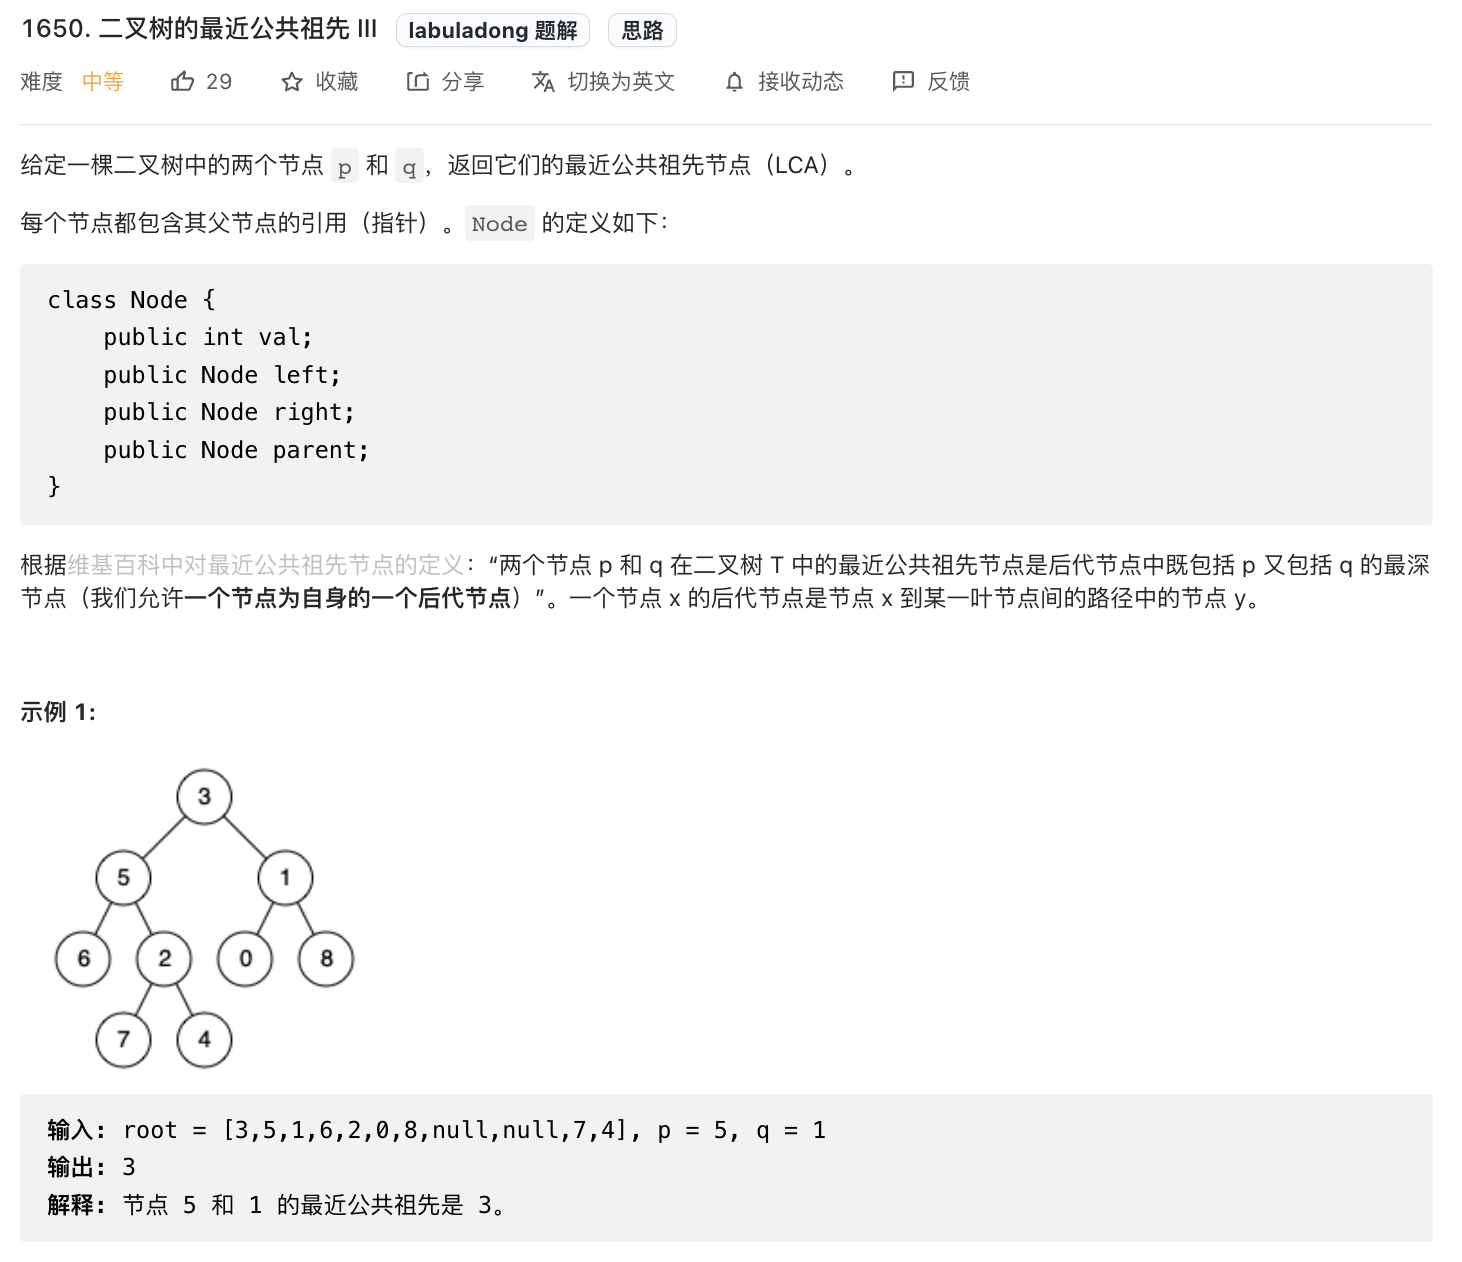 1650. 二叉树的最近公共祖先 III labuladong 题解 思路
难度 中等 29 收藏 分享 切换为英文 接收动态 反馈
给定一棵二叉树中的两个节点 p 和 q，返回它们的最近公共祖先节点（LCA）。
每个节点都包含其父节点的引用（指针）。Node 的定义如下：
class Node {
    public int val;
    public Node left;
    public Node right;
    public Node parent;
}
根据维基百科中对最近公共祖先节点的定义：“两个节点 p 和 q 在二叉树 T 中的最近公共祖先节点是后代节点中既包括 p 又包括 q 的最深
节点（我们允许一个节点为自身的一个后代节点）”。一个节点 x 的后代节点是节点 x 到某一叶节点间的路径中的节点 y。
示例 1:
3
5 1
6 2 0 8
7 4
输入: root = [3,5,1,6,2,0,8,null,null,7,4], p = 5, q = 1
输出: 3
解释: 节点 5 和 1 的最近公共祖先是 3。